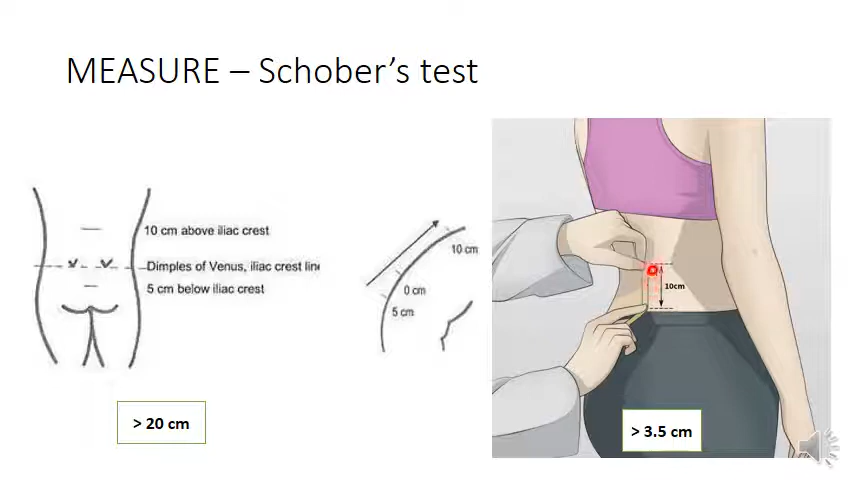 MEASURE – Schober's test
10 cm above iliac crest
Dimples of Venus, iliac crest line
5 cm below iliac crest
10 cm
0 cm
5 cm
10cm
> 20 cm
> 3.5 cm